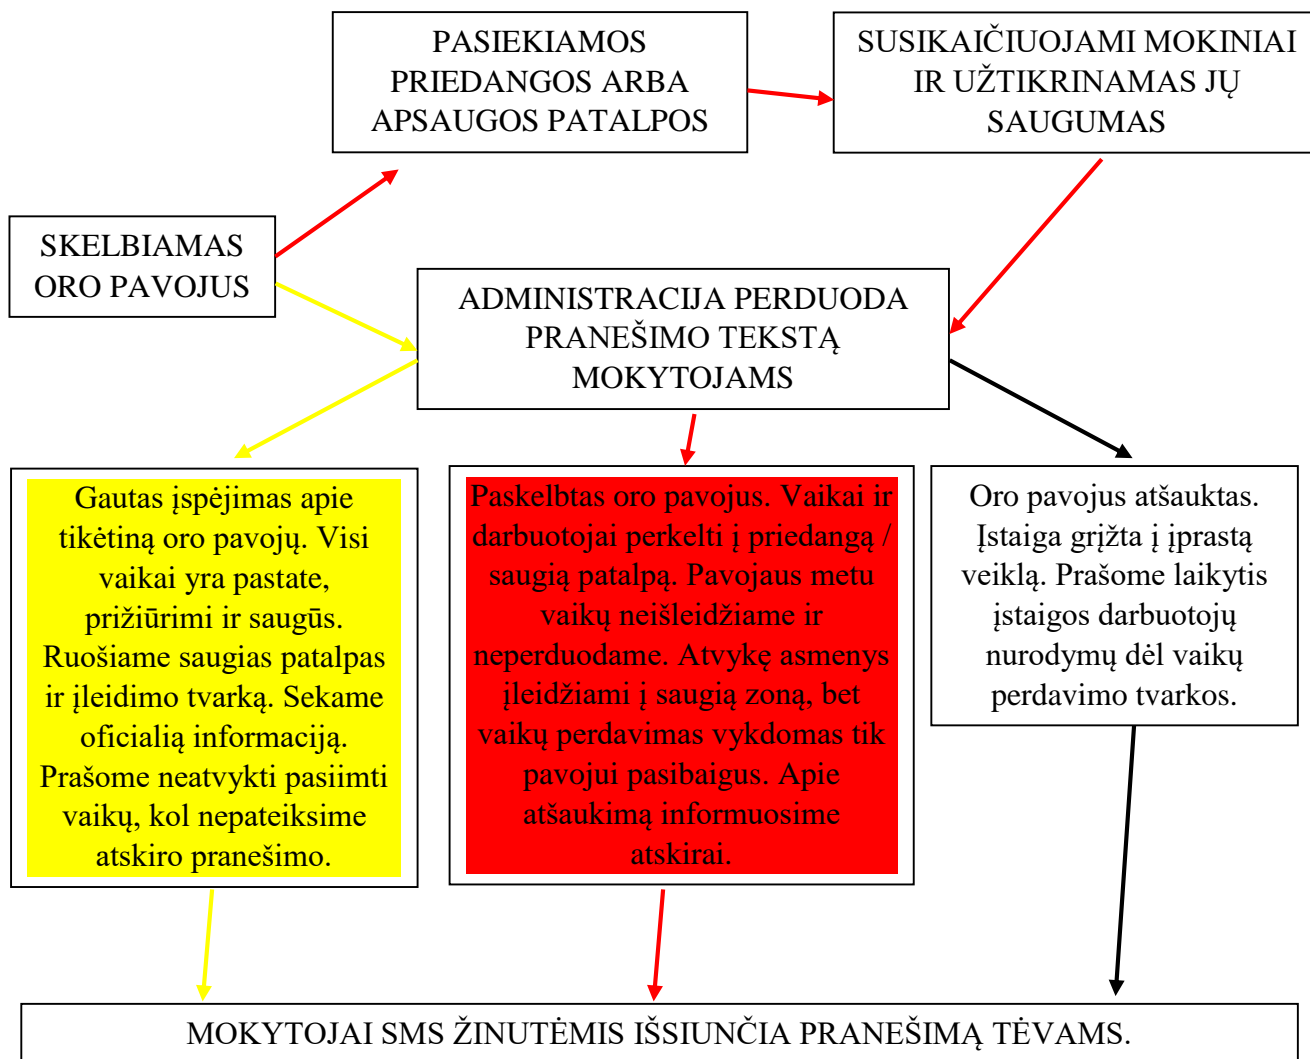 PASIEKIAMOS
PRIEDANGOS ARBA
APSAUGOS PATALPOS
SUSIKAIČIUOJAMI MOKINIAI
IR UŽTIKRINAMAS JŲ
SAUGUMAS
SKELBIAMAS
ORO PAVOJUS
ADMINISTRACIJA PERDUODA
PRANEŠIMO TEKSTĄ
MOKYTOJAMS
Gautas įspėjimas apie
tikėtiną oro pavojų. Visi
vaikai yra pastate,
prižiūrimi ir saugūs.
Ruošiame saugias patalpas
ir įleidimo tvarką. Sekame
oficialią informaciją.
Prašome neatvykti pasiimti
vaikų, kol nepateiksime
atskiro pranešimo.
Paskelbtas oro pavojus. Vaikai ir
darbuotojai perkelti į priedangą /
saugią patalpą. Pavojaus metu
vaikų neišleidžiame ir
neperduodame. Atvykę asmenys
įleidžiami į saugią zoną, bet
vaikų perdavimas vykdomas tik
pavojui pasibaigus. Apie
atšaukimą informuosime
atskirai.
Oro pavojus atšauktas.
Įstaiga grįžta į įprastą
veiklą. Prašome laikytis
įstaigos darbuotojų
nurodymų dėl vaikų
perdavimo tvarkos.
MOKYTOJAI SMS ŽINUTĖMIS IŠSIUNČIA PRANEŠIMĄ TĖVAMS.